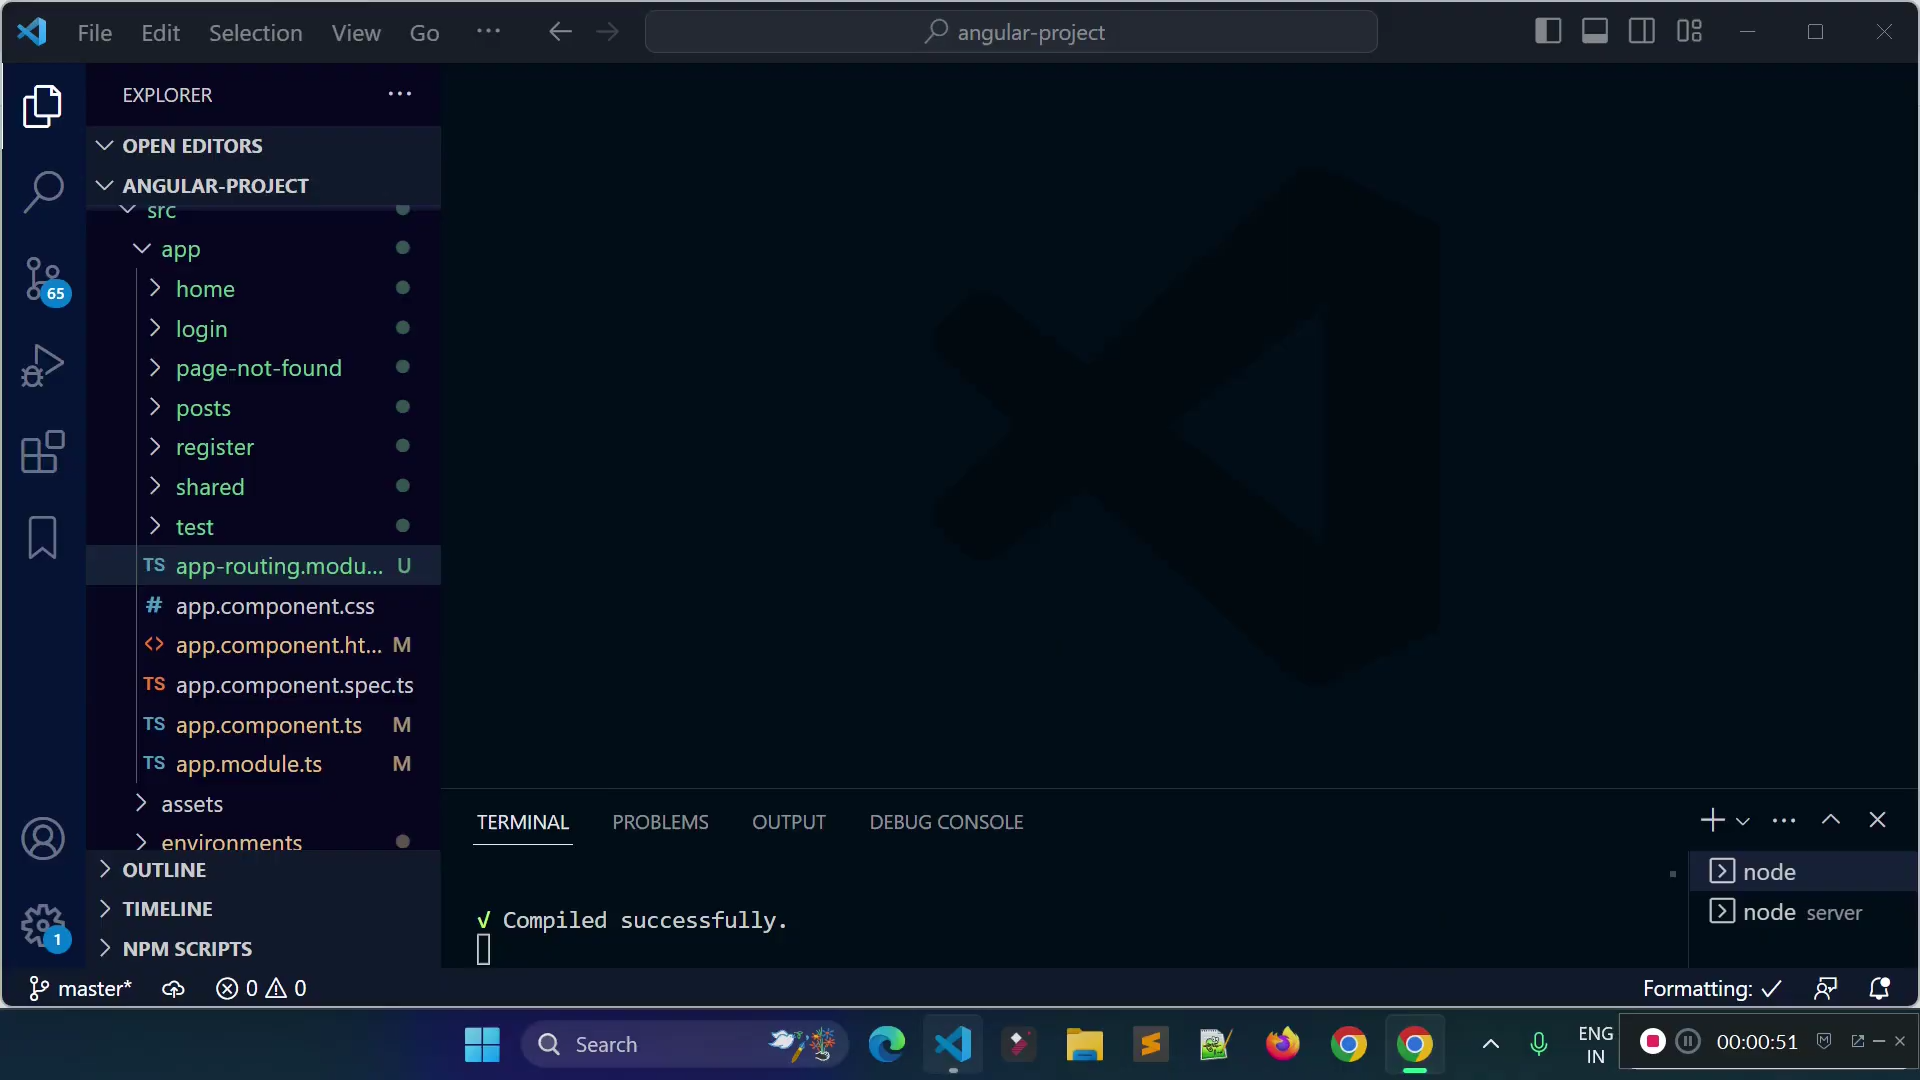 File Edit Selection View Go ··· angular-project
EXPLORER ···
OPEN EDITORS
ANGULAR-PROJECT
src
app
home
login
page-not-found
posts
register
shared
test
TS app-routing.modu... U
# app.component.css
<> app.component.ht... M
TS app.component.spec.ts
TS app.component.ts M
TS app.module.ts M
assets
environments
OUTLINE
TIMELINE
NPM SCRIPTS
65
1
TERMINAL PROBLEMS OUTPUT DEBUG CONSOLE
√ Compiled successfully.
node
node server
master* 0 0 Formatting: ✓
Search
ENG
IN
00:00:51